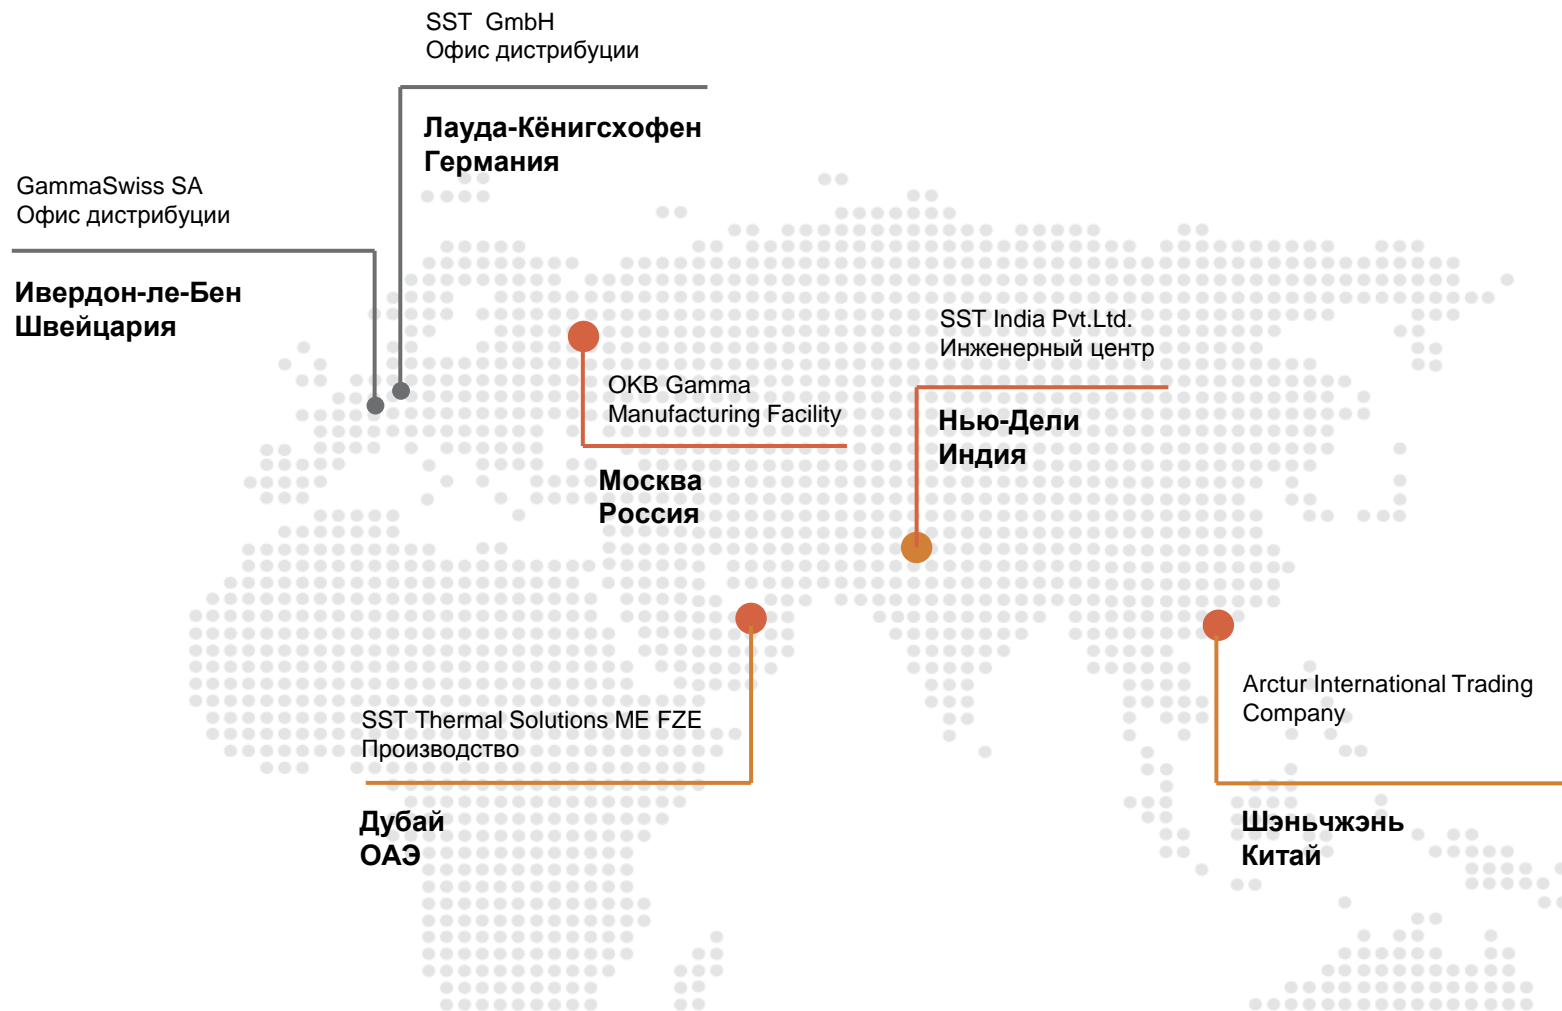 SST GmbH
Офис дистрибуции
Лауда-Кёнигсхофен
Германия
GammaSwiss SA
Офис дистрибуции
Ивердон-ле-Бен
Швейцария
SST India Pvt.Ltd.
Инженерный центр
Нью-Дели
Индия
OKB Gamma
Manufacturing Facility
Москва
Россия
SST Thermal Solutions ME FZE
Производство
Дубай
ОАЭ
Arctur International Trading
Company
Шэньчжэнь
Китай